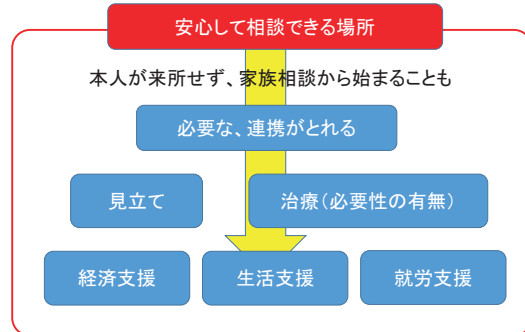 安心して相談できる場所
本人が来所せず、家族相談から始まることも
必要な、連携がとれる
見立て
治療(必要性の有無)
経済支援
生活支援
就労支援